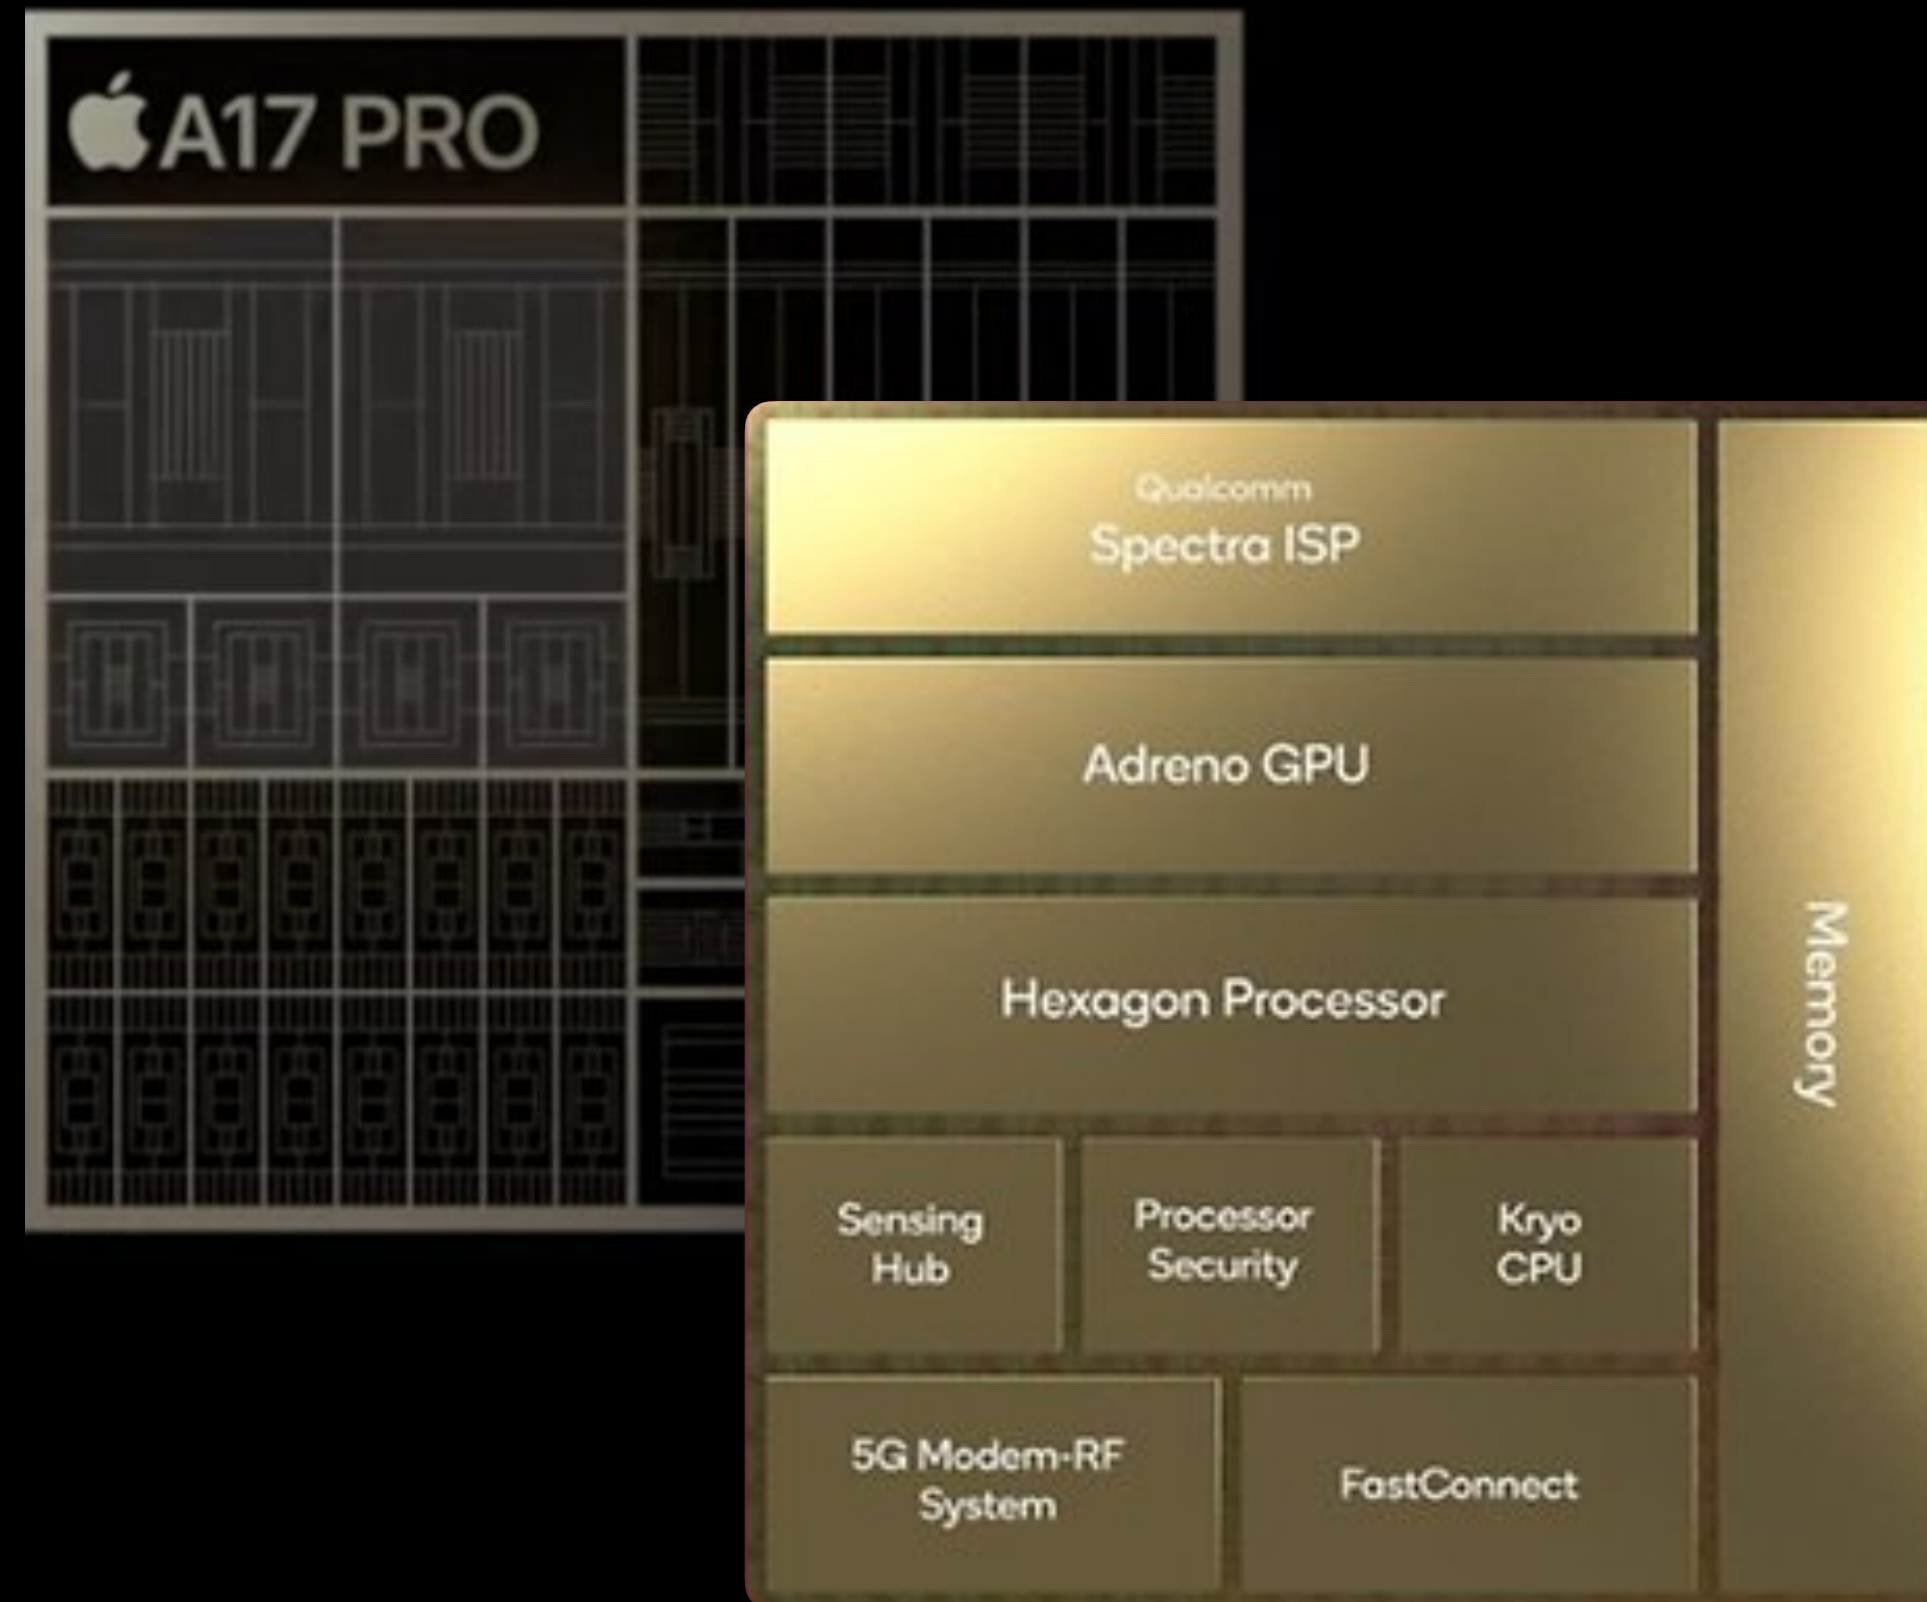 A17 PRO
Qualcomm
Spectra ISP
Adreno GPU
Hexagon Processor
Memory
Sensing
Hub
Processor
Security
Kryo
CPU
5G Modem-RF
System
FastConnect